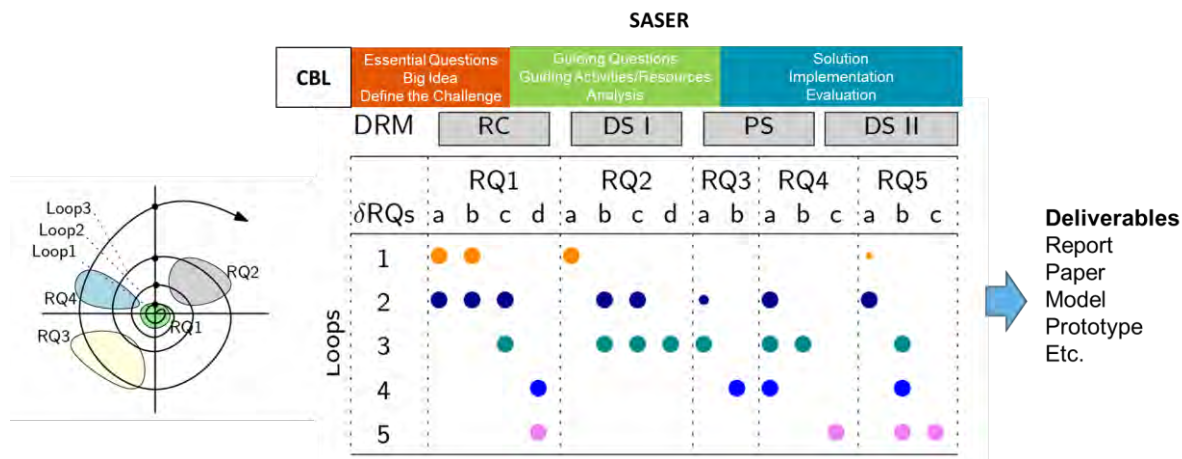 SASER
CBL
Essential Questions
Big Idea
Define the Challenge
Guiding Questions
Guiding Activities/Resources
Analysis
Solution
Implementation
Evaluation
DRM RC DS I PS DS II
RQ1 RQ2 RQ3 RQ4 RQ5
δRQs a b c d a b c d a b a b c a b c
Loops
1
2
3
4
5
Loop3
Loop2
Loop1
RQ2
RQ4
RQ1
RQ3
Deliverables
Report
Paper
Model
Prototype
Etc.